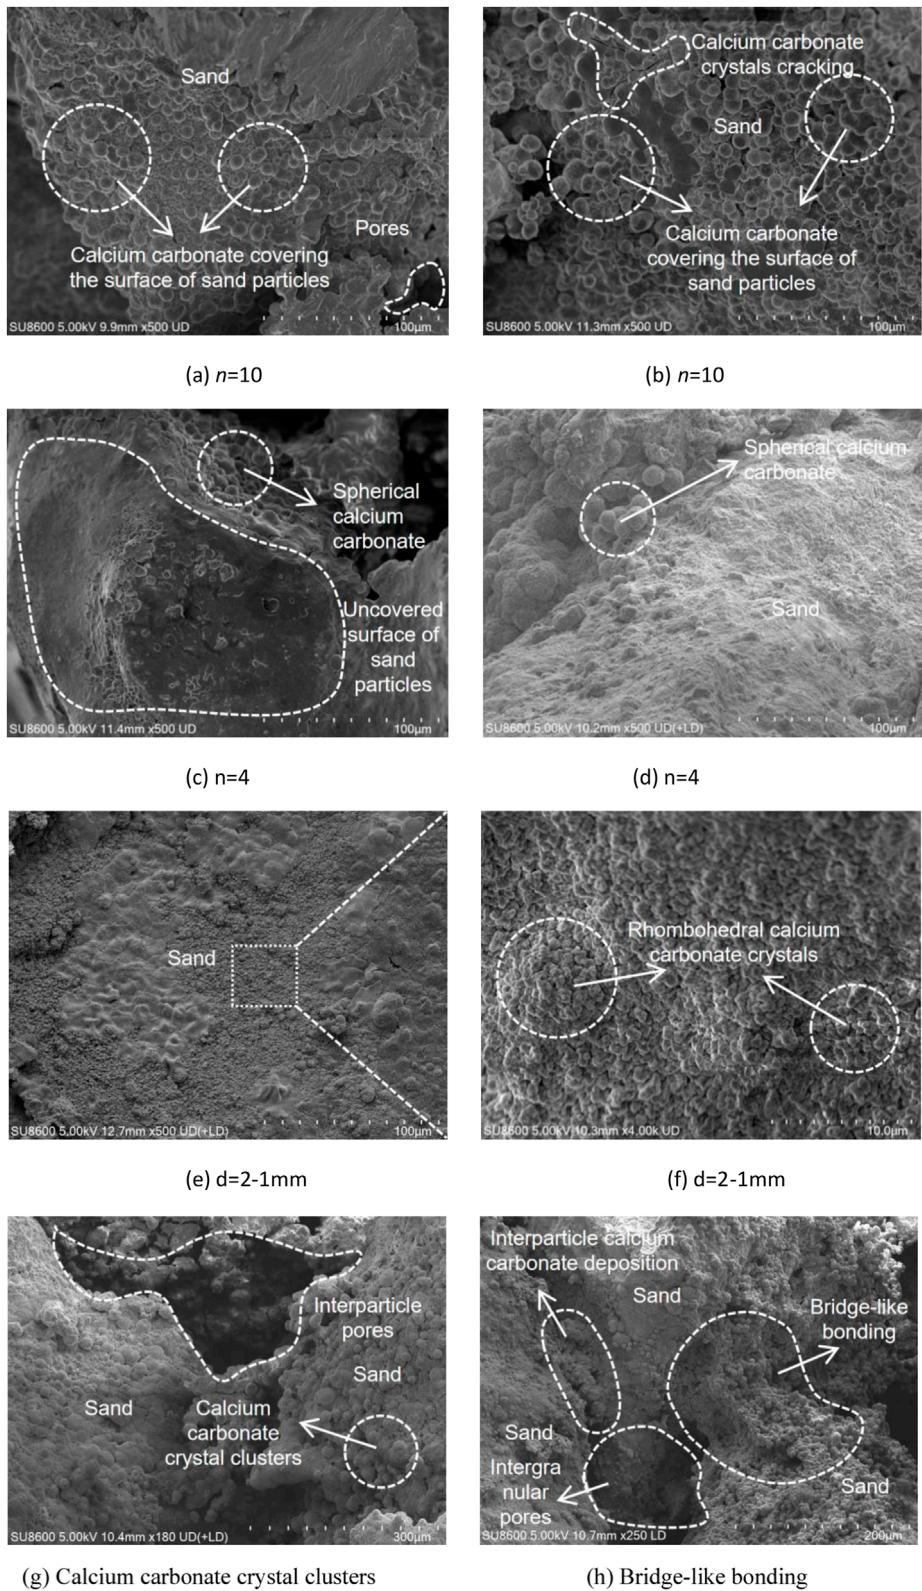 Sand
Calcium carbonate covering
the surface of sand particles
Pores
SU8600 5.00kV 9.9mm x500 UD
100µm
(a) n=10
Calcium carbonate
crystals cracking
Sand
Calcium carbonate
covering the surface of
sand particles
SU8600 5.00kV 11.3mm x500 UD
100µm
(b) n=10
Spherical
calcium
carbonate
Uncovered
surface of
sand
particles
SU8600 5.00kV 11.4mm x500 UD
100µm
(c) n=4
Spherical calcium
carbonate
Sand
SU8600 5.00kV 10.2mm x500 UD(+LD)
100µm
(d) n=4
Sand
SU8600 5.00kV 12.7mm x500 UD(+LD)
100µm
(e) d=2-1mm
Rhombohedral calcium
carbonate crystals
SU8600 5.00kV 10.3mm x4.00k UD
10.0µm
(f) d=2-1mm
Interparticle
pores
Sand
Sand
Calcium
carbonate
crystal clusters
SU8600 5.00kV 10.4mm x180 UD(+LD)
300µm
(g) Calcium carbonate crystal clusters
Interparticle calcium
carbonate deposition
Sand
Bridge-like
bonding
Sand
Intergra
nular
pores
Sand
SU8600 5.00kV 10.7mm x250 LD
200µm
(h) Bridge-like bonding